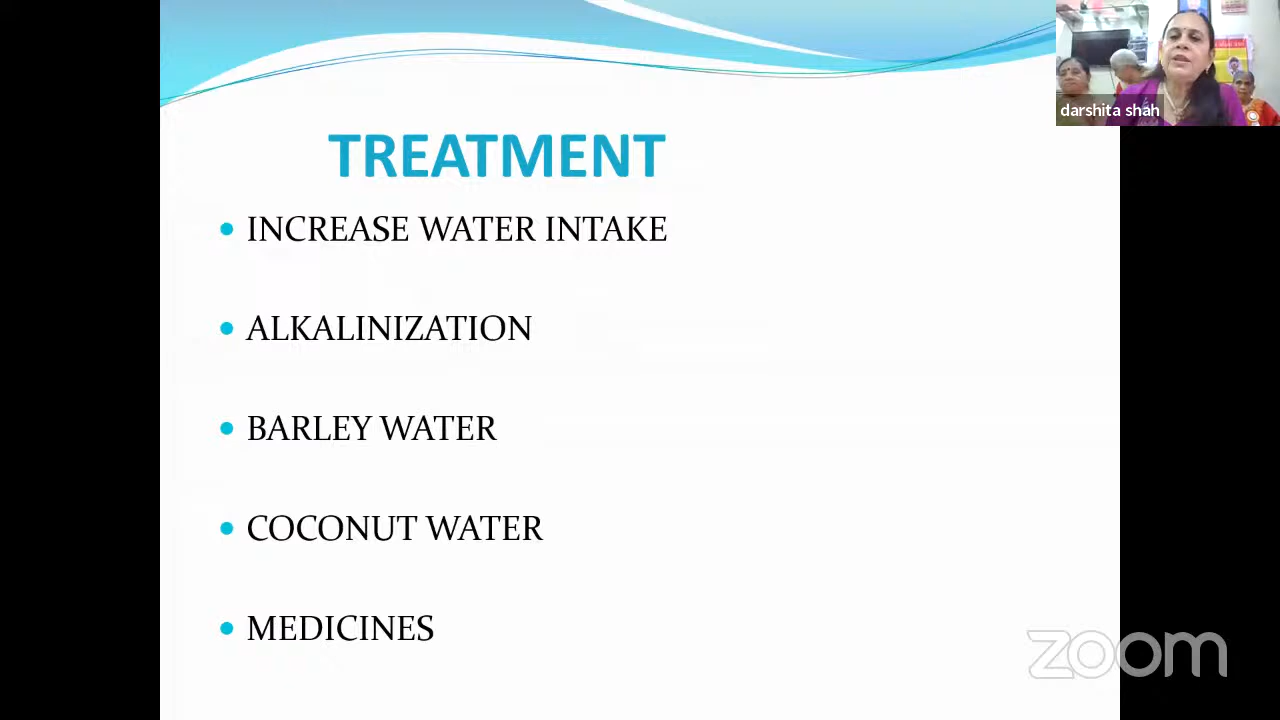 darshita shah
TREATMENT
INCREASE WATER INTAKE
ALKALINIZATION
BARLEY WATER
COCONUT WATER
MEDICINES
zoom